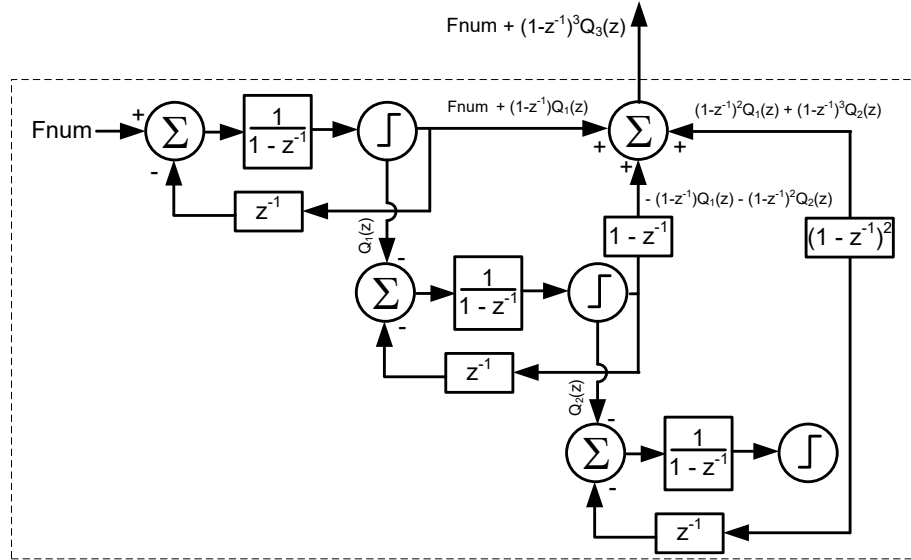 Fnum + (1-z⁻¹)³Q₃(z)
Fnum + (1-z⁻¹)Q₁(z)
(1-z⁻¹)²Q₁(z) + (1-z⁻¹)³Q₂(z)
Fnum
+
Σ
-
1
1 - z⁻¹
+
Σ
+
+
z⁻¹
- (1-z⁻¹)Q₁(z) - (1-z⁻¹)²Q₂(z)
1 - z⁻¹
(1 - z⁻¹)²
Q₁(z)
-
Σ
-
1
1 - z⁻¹
z⁻¹
Q₂(z)
-
Σ
-
1
1 - z⁻¹
z⁻¹